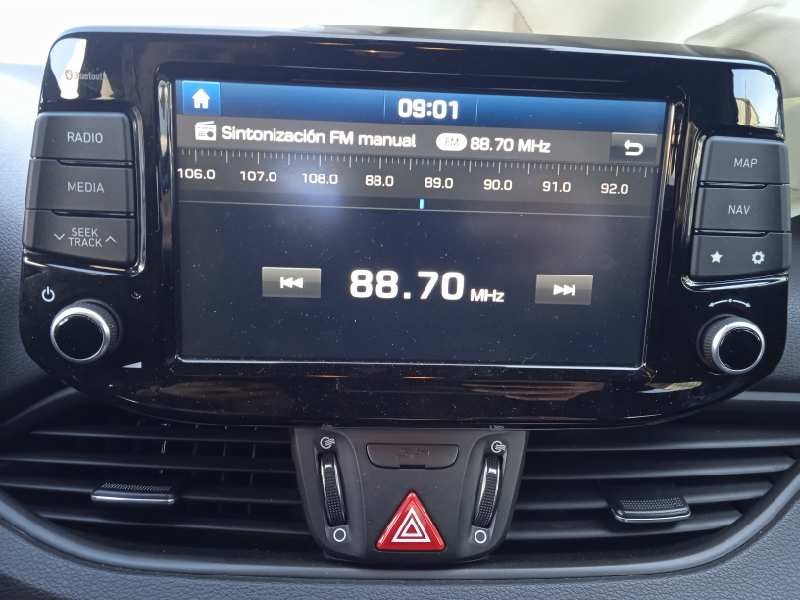 Bluetooth
09:01
Sintonización FM manual FM 88.70 MHz
106.0 107.0 108.0 88.0 89.0 90.0 91.0 92.0
88.70 MHz
RADIO
MEDIA
SEEK
TRACK
MAP
NAV